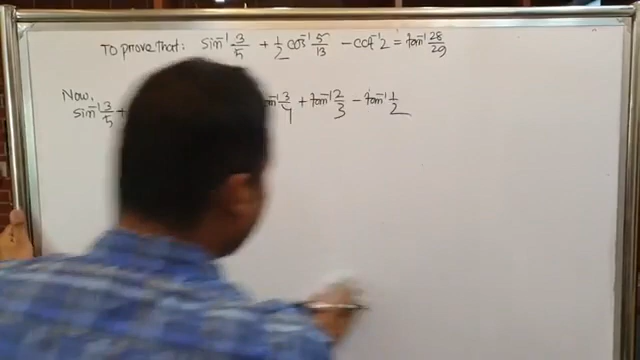 To prove that: sin⁻¹ 3/5 + 1/2 cos⁻¹ 5/13 - cot⁻¹ 2 = tan⁻¹ 28/29
Now,
sin⁻¹ 3/5 + 3/4 + tan⁻¹ 2/3 - tan⁻¹ 1/2